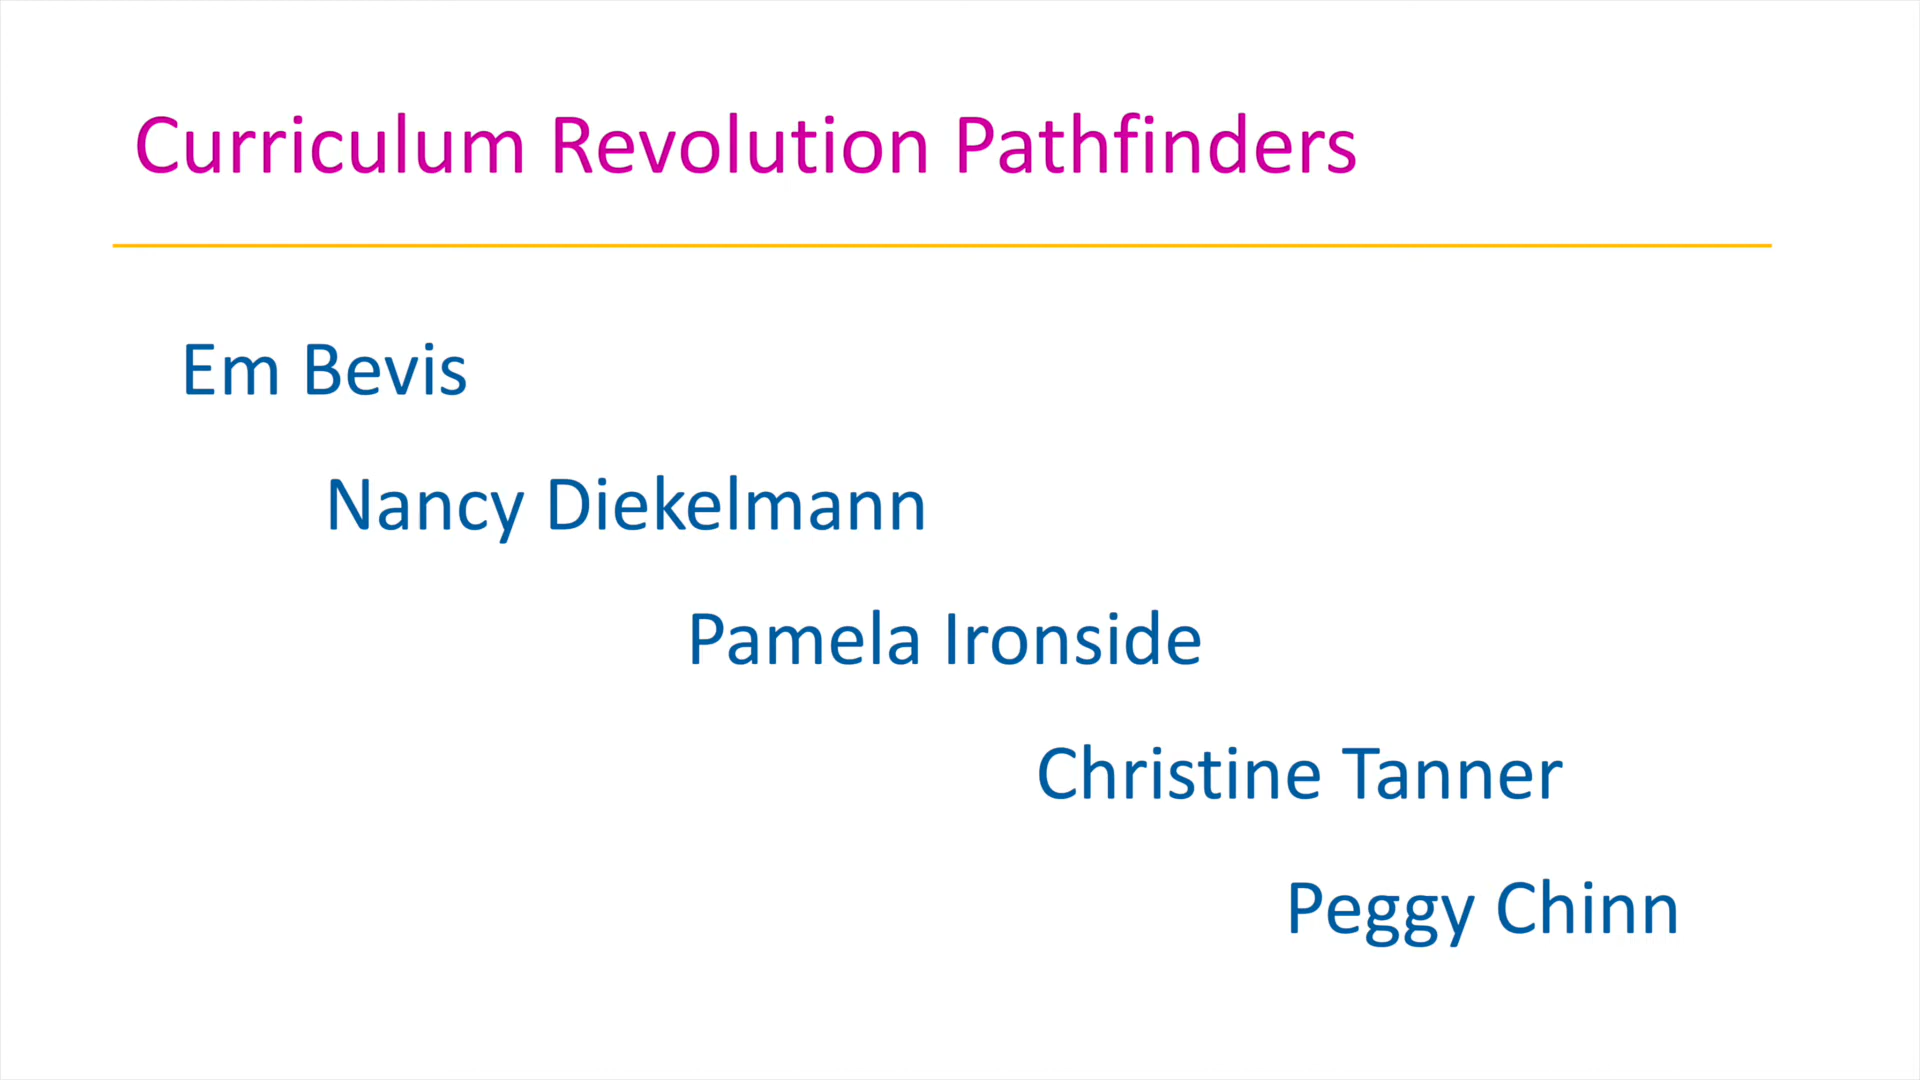 Curriculum Revolution Pathfinders
Em Bevis
Nancy Diekelmann
Pamela Ironside
Christine Tanner
Peggy Chinn